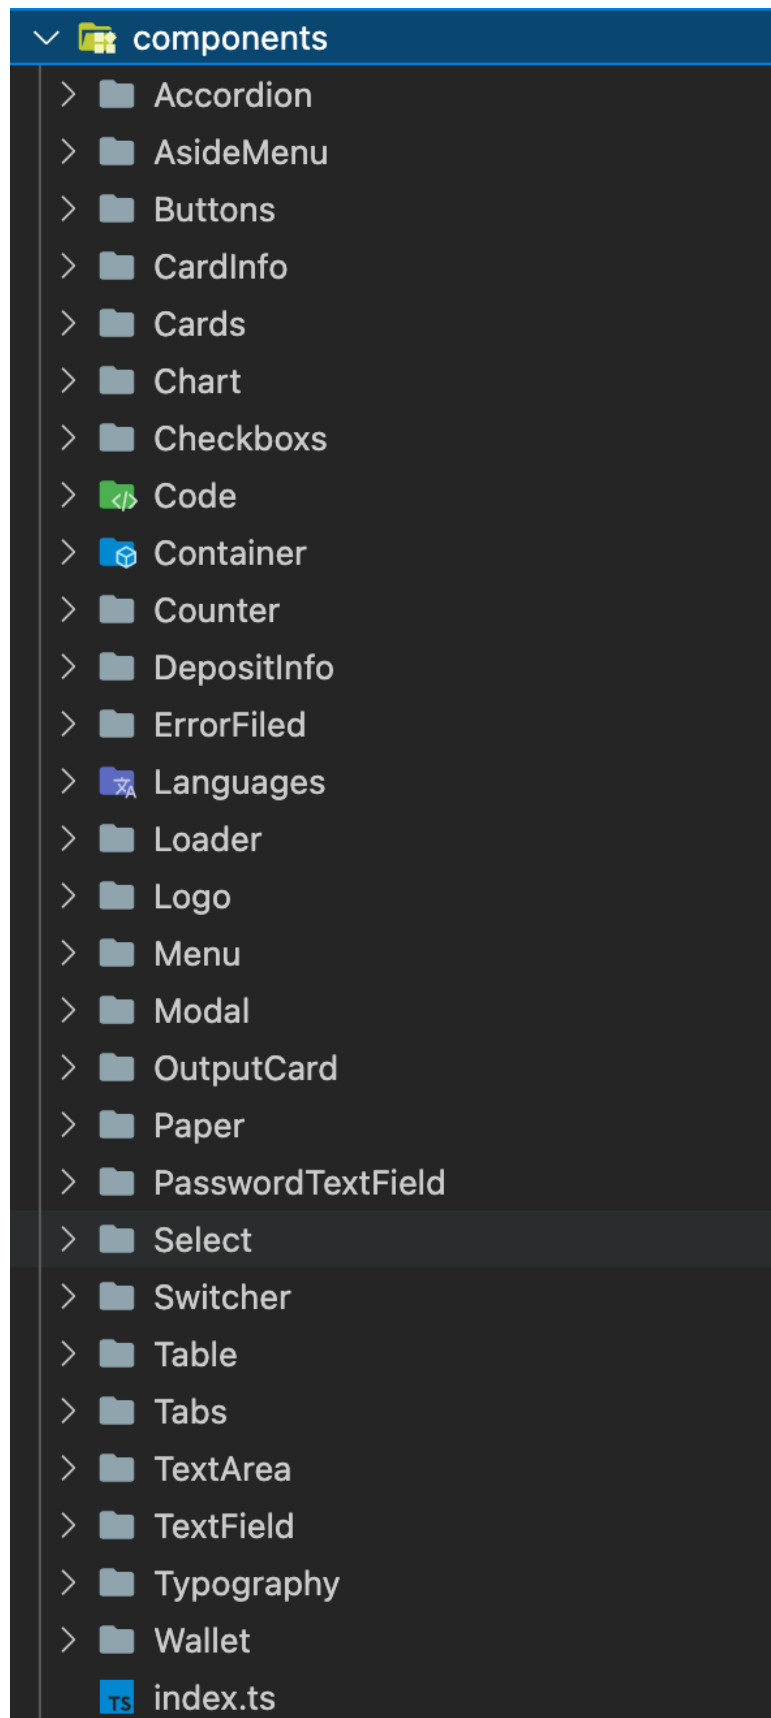 components
Accordion
AsideMenu
Buttons
CardInfo
Cards
Chart
Checkboxs
Code
Container
Counter
DepositInfo
ErrorFiled
Languages
Loader
Logo
Menu
Modal
OutputCard
Paper
PasswordTextField
Select
Switcher
Table
Tabs
TextArea
TextField
Typography
Wallet
TS index.ts